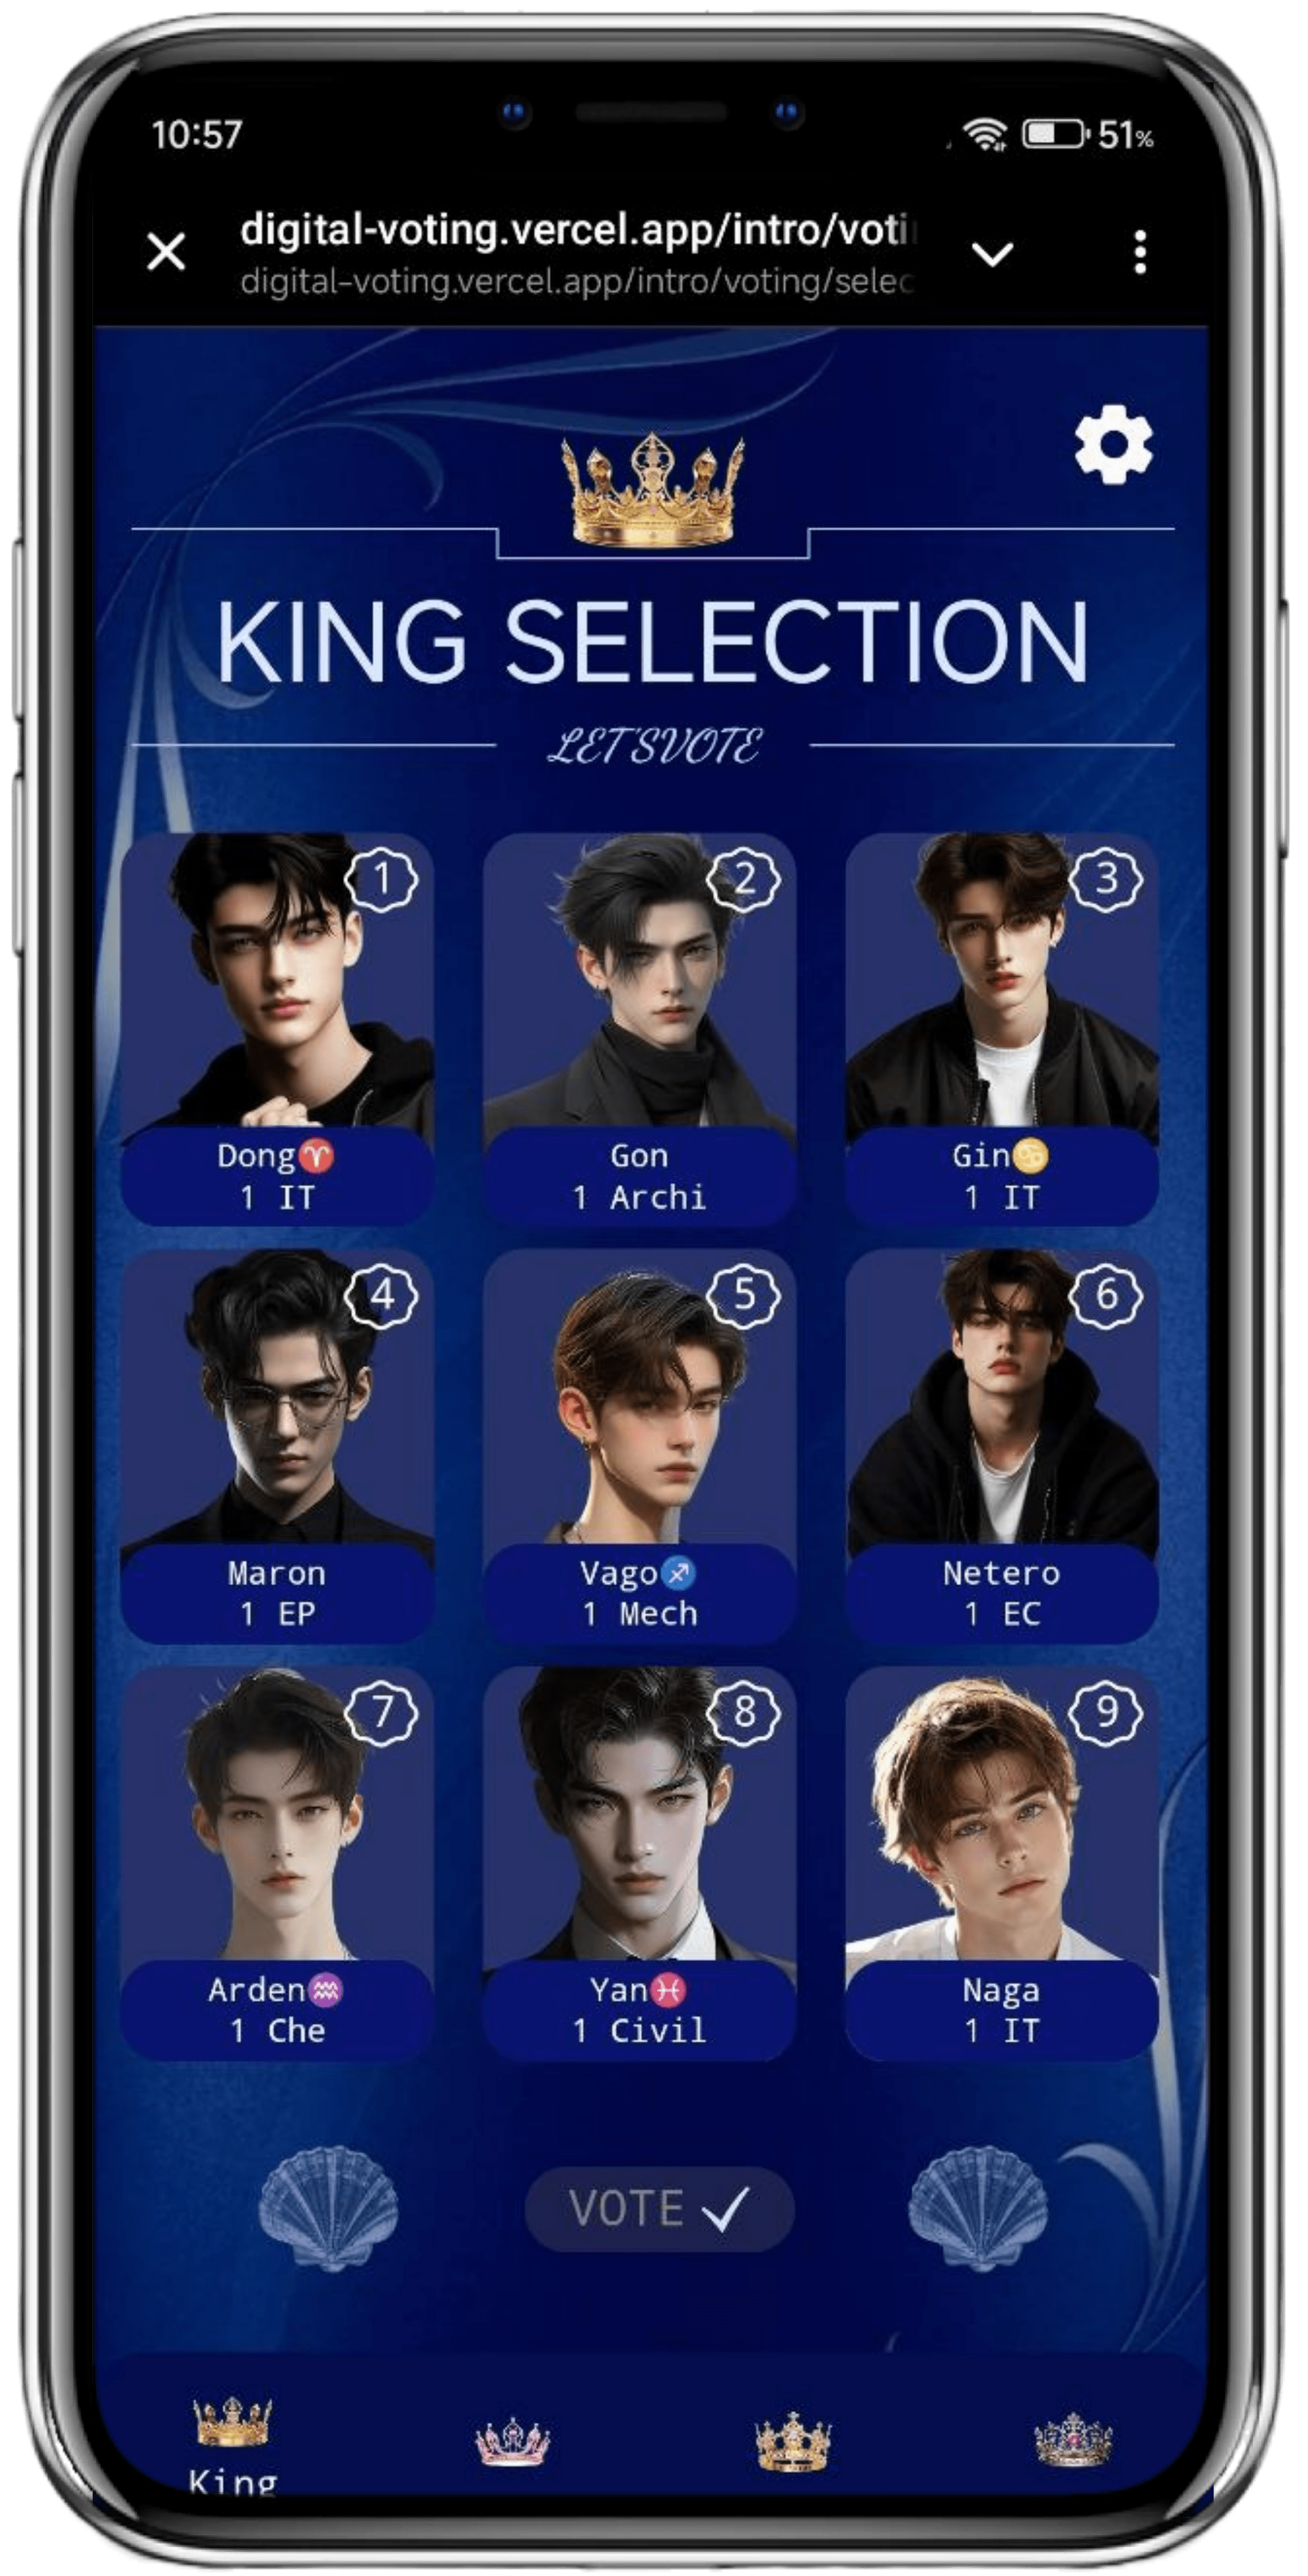 10:57
51%
digital-voting.vercel.app/intro/voti
digital-voting.vercel.app/intro/voting/selec
KING SELECTION
LET'SVOTE
1
2
3
Dong♈
1 IT
Gon
1 Archi
Gin♋
1 IT
4
5
6
Maron
1 EP
Vago♐
1 Mech
Netero
1 EC
7
8
9
Arden♒
1 Che
Yan♓
1 Civil
Naga
1 IT
VOTE ✓
King